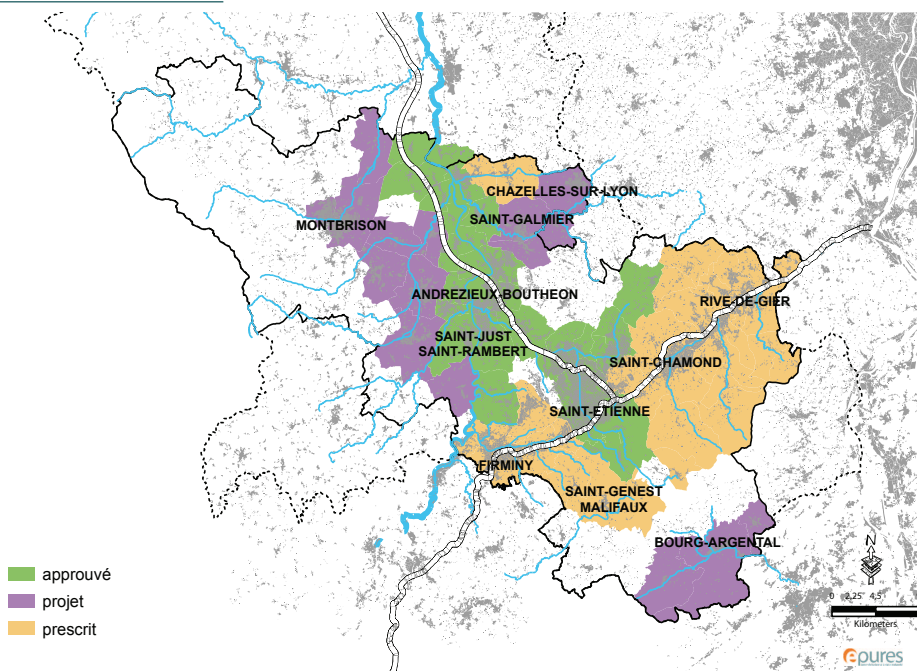 CHAZELLES-SUR-LYON
SAINT-GALMIER
MONTBRISON
ANDREZIEUX-BOUTHEON
RIVE-DE-GIER
SAINT-JUST
SAINT-RAMBERT
SAINT-CHAMOND
SAINT-ETIENNE
FIRMINY
SAINT-GENEST
MALIFAUX
BOURG-ARGENTAL
N
approuvé
projet
prescrit
0 2,25 4,5
Kilometers
epures